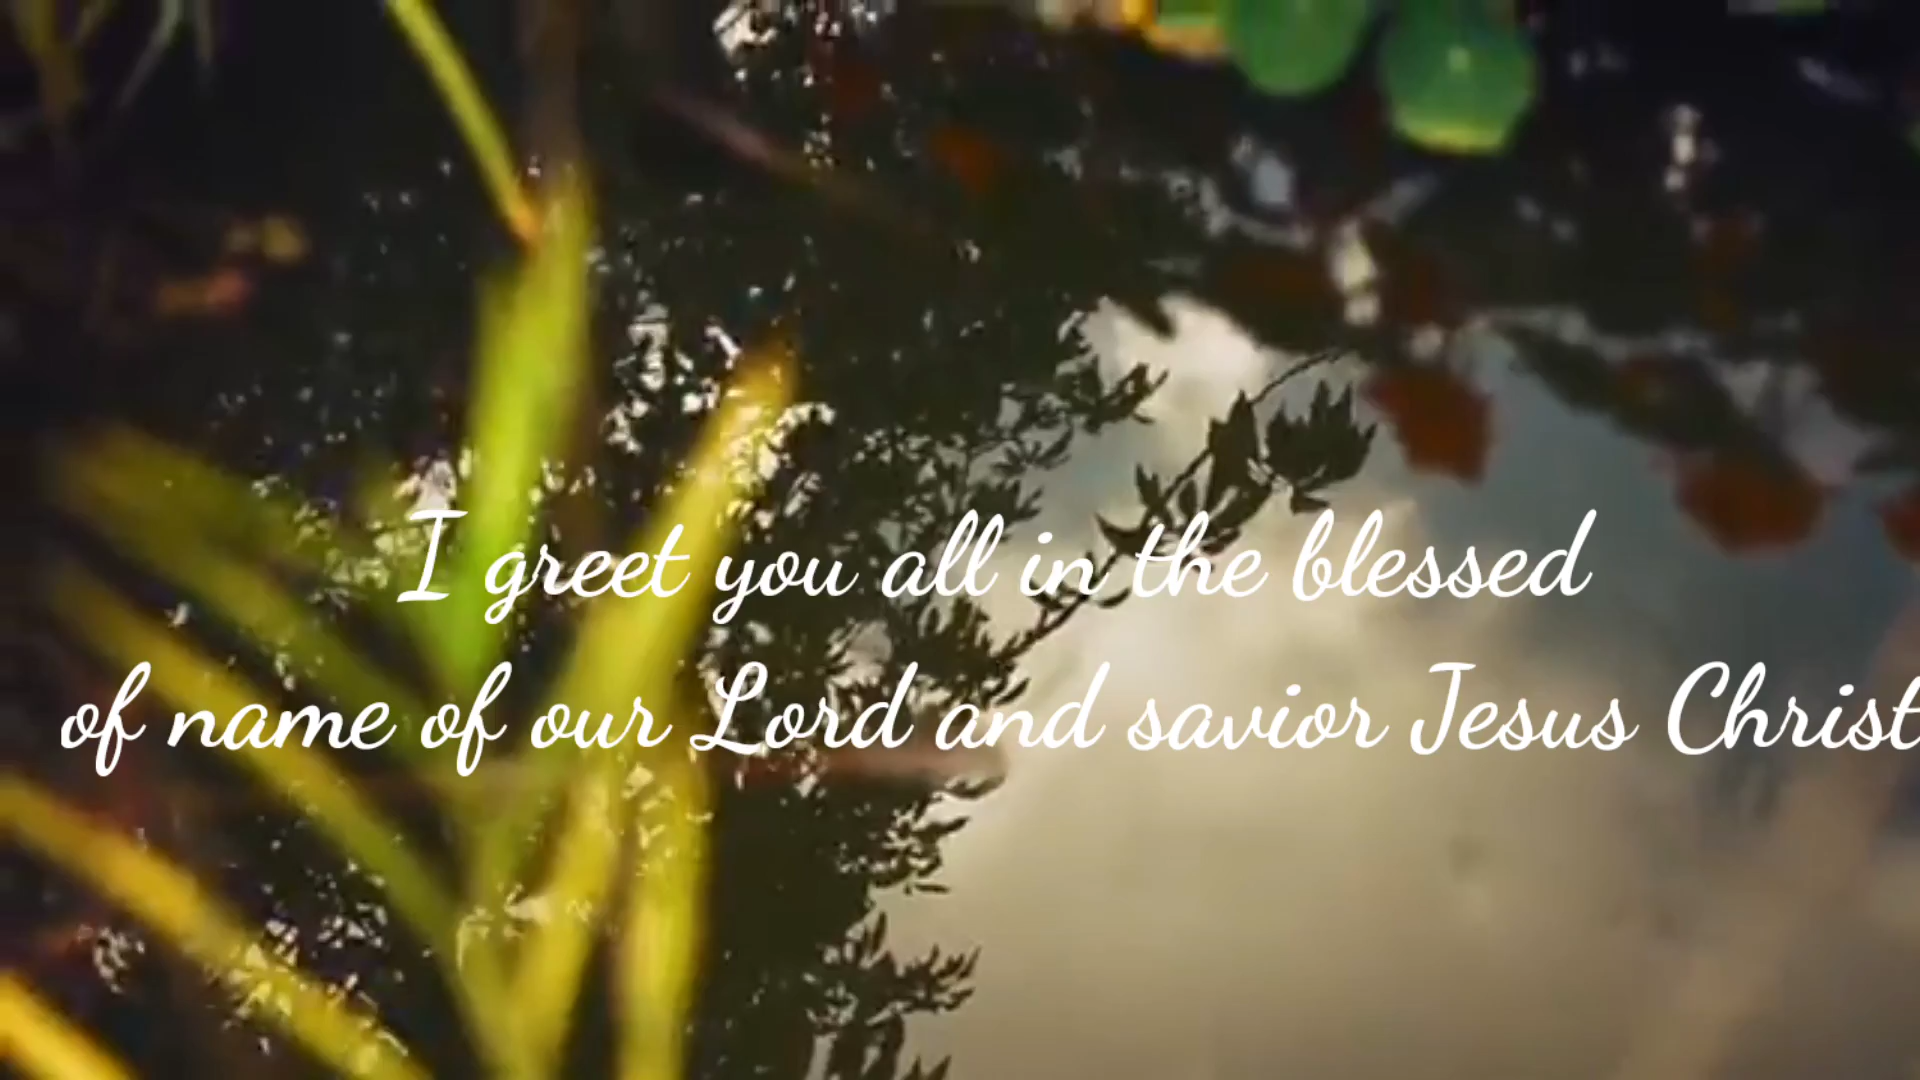 I greet you all in the blessed
of name of our Lord and savior Jesus Christ